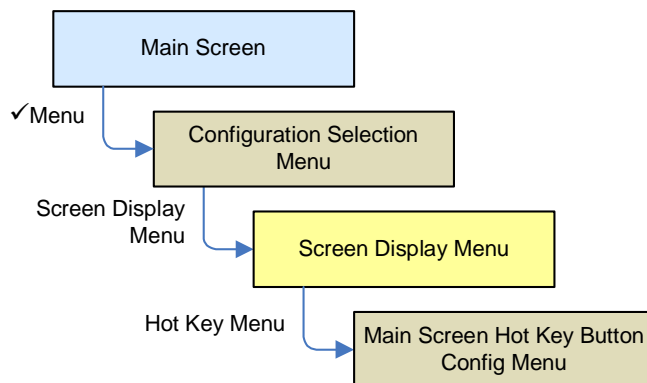 Main Screen
✓Menu
Configuration Selection
Menu
Screen Display
Menu
Screen Display Menu
Hot Key Menu
Main Screen Hot Key Button
Config Menu